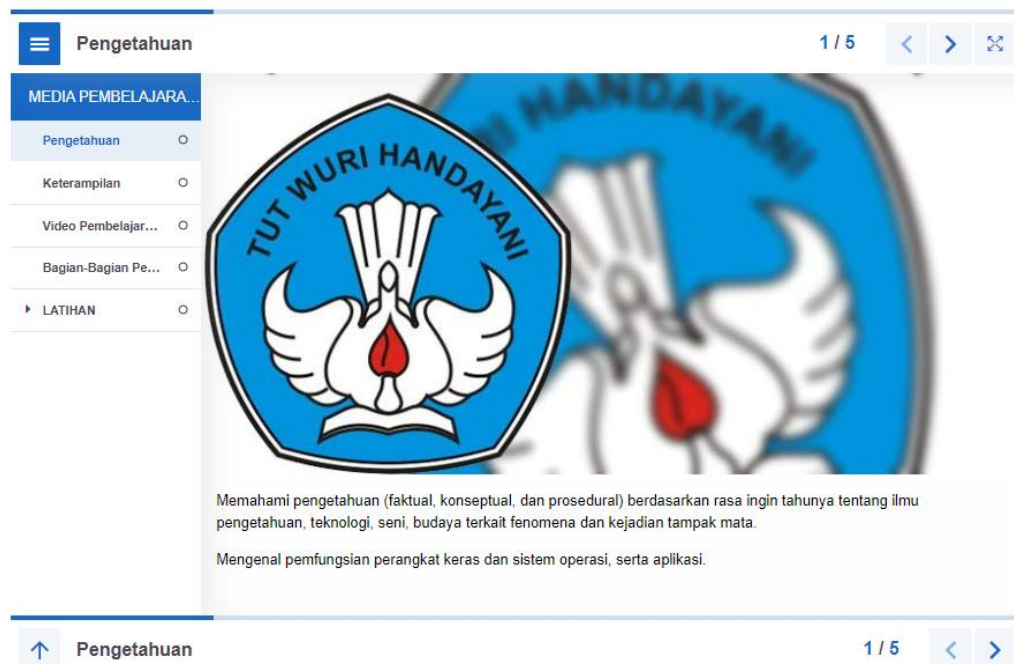 Pengetahuan
1 / 5
MEDIA PEMBELAJARA...
Pengetahuan
Keterampilan
Video Pembelajar...
Bagian-Bagian Pe...
LATIHAN
TUT WURI HANDAYANI
HANDAYANI
Memahami pengetahuan (faktual, konseptual, dan prosedural) berdasarkan rasa ingin tahunya tentang ilmu
pengetahuan, teknologi, seni, budaya terkait fenomena dan kejadian tampak mata.
Mengenal pemfungsian perangkat keras dan sistem operasi, serta aplikasi.
Pengetahuan
1 / 5